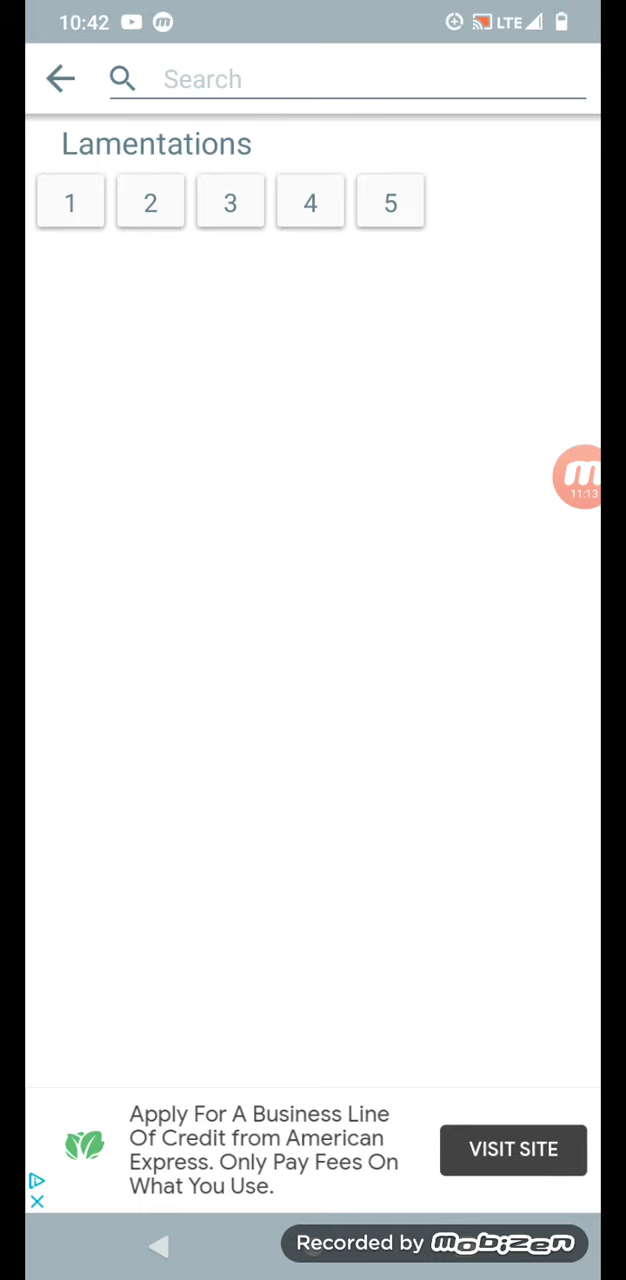 10:42 LTE
Search
Lamentations
1 2 3 4 5
m
11:13
Apply For A Business Line
Of Credit from American
Express. Only Pay Fees On
What You Use.
VISIT SITE
Recorded by mobizen